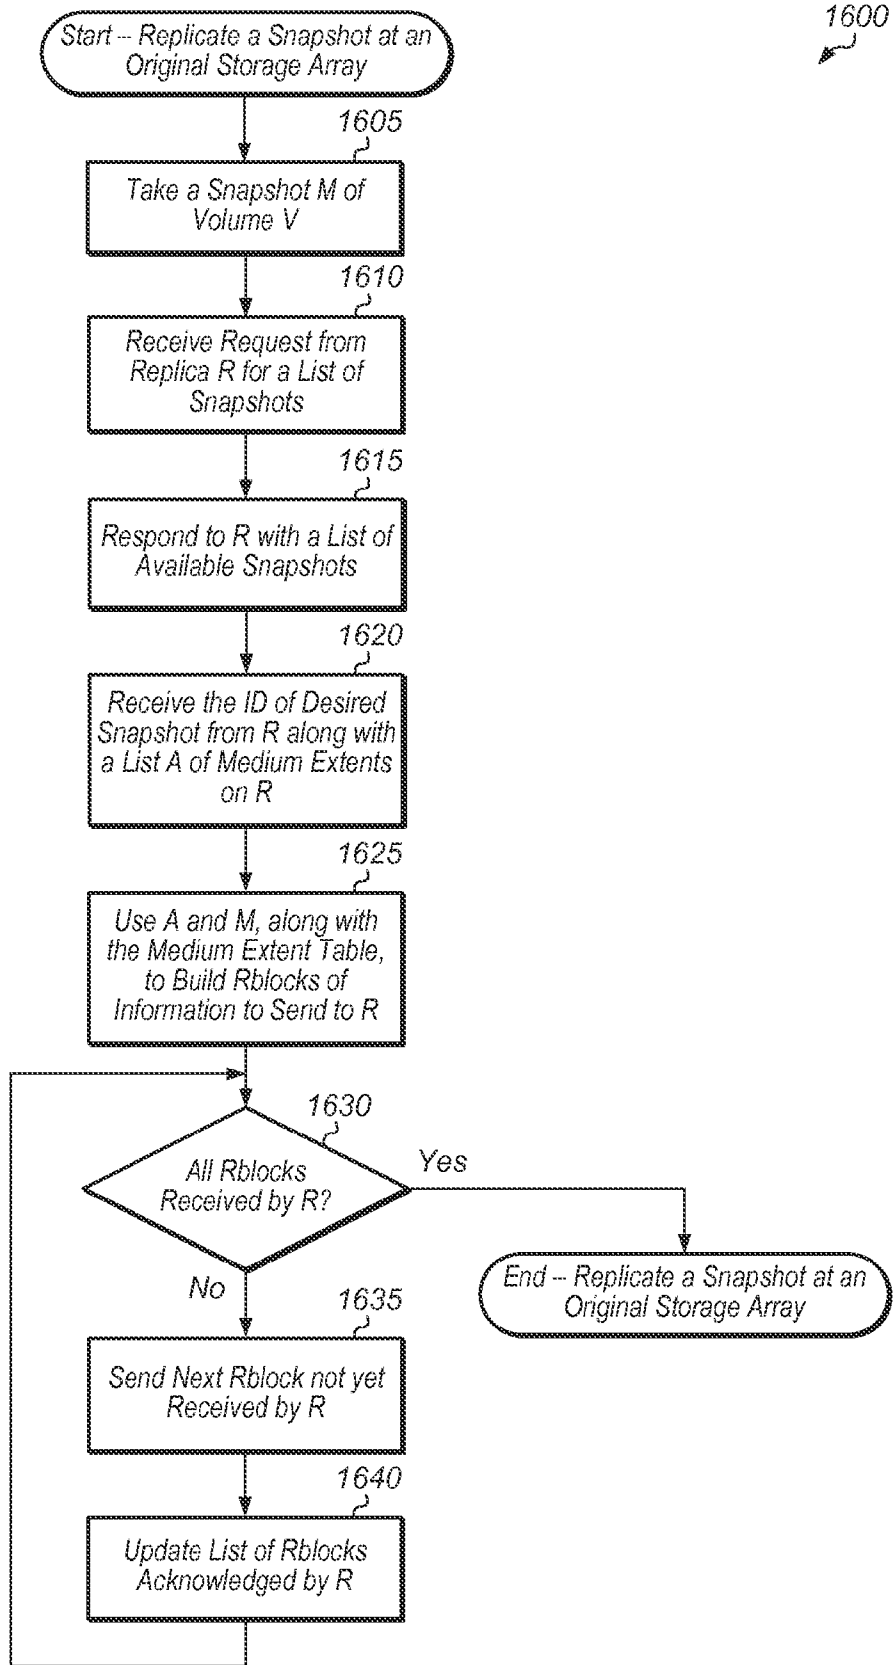 1600
Start -- Replicate a Snapshot at an
Original Storage Array
1605
Take a Snapshot M of
Volume V
1610
Receive Request from
Replica R for a List of
Snapshots
1615
Respond to R with a List of
Available Snapshots
1620
Receive the ID of Desired
Snapshot from R along with
a List A of Medium Extents
on R
1625
Use A and M, along with
the Medium Extent Table,
to Build Rblocks of
Information to Send to R
1630
All Rblocks
Received by R?
Yes
No
End -- Replicate a Snapshot at an
Original Storage Array
1635
Send Next Rblock not yet
Received by R
1640
Update List of Rblocks
Acknowledged by R